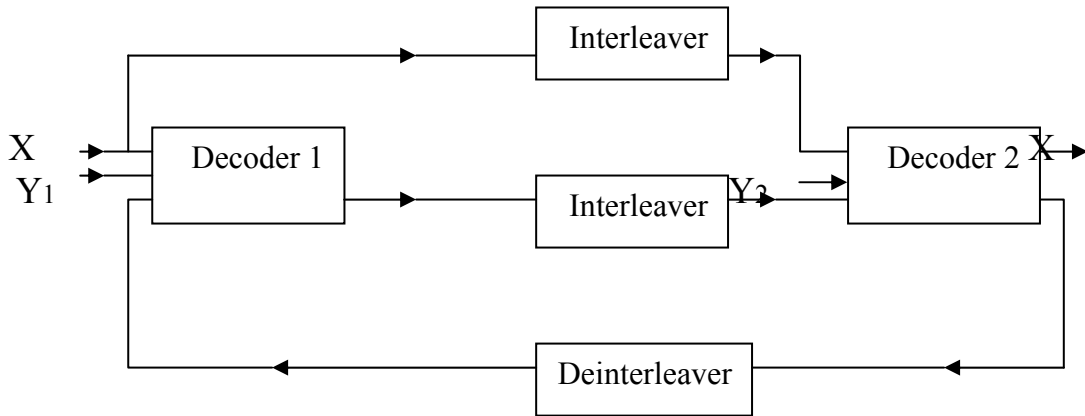 Interleaver
X
Decoder 1
Decoder 2
X
Y1
Interleaver
Y2
Deinterleaver